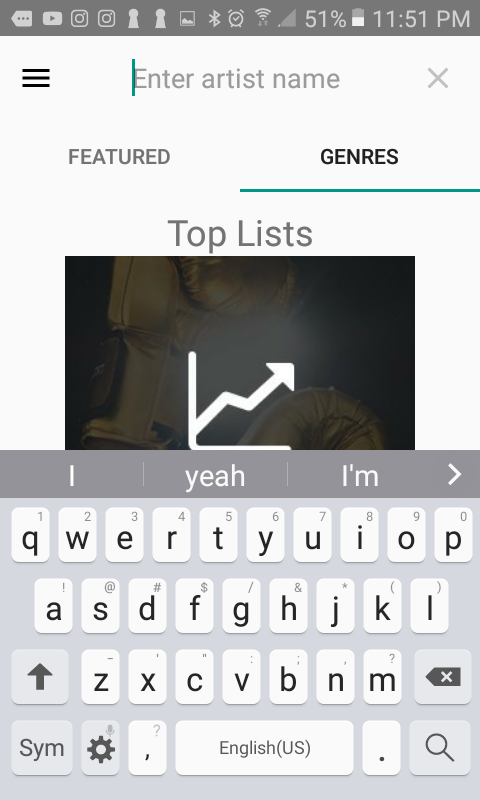 51% 11:51 PM
Enter artist name
FEATURED GENRES
Top Lists
I yeah I'm
1 2 3 4 5 6 7 8 9 0
q w e r t y u i o p
! @ # $ / & * ( )
a s d f g h j k l
- ' " : ; , ?
z x c v b n m
Sym , ? English(US) .